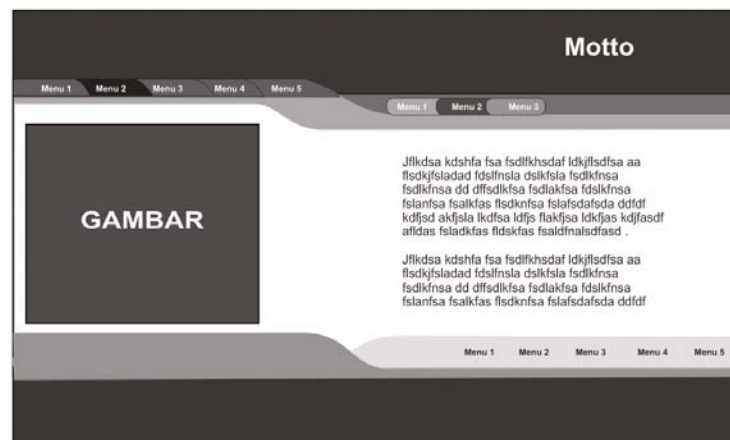 Motto
Menu 1 Menu 2 Menu 3 Menu 4 Menu 5
Menu 1 Menu 2 Menu 3
GAMBAR
Jflkdsa kdshfa fsa fsdlfkhsdaf ldkjflsdfsa aa
flsdkjfsladad fdslfnsla dslkfsla fsdlkfnsa
fsdlkfnsa dd dffsdlkfsa fsdlakfsa fdslkfnsa
fslanfsa fsalkfas flsdknfsa fslafsdafsda ddfdf
kdfjsd akfjsla lkdfsa ldfjs flakfjsa ldkfjas kdjfasdf
afldas fsladkfas fldskfas fsaldfnalsdfasd .
Jflkdsa kdshfa fsa fsdlfkhsdaf ldkjflsdfsa aa
flsdkjfsladad fdslfnsla dslkfsla fsdlkfnsa
fsdlkfnsa dd dffsdlkfsa fsdlakfsa fdslkfnsa
fslanfsa fsalkfas flsdknfsa fslafsdafsda ddfdf
Menu 1 Menu 2 Menu 3 Menu 4 Menu 5